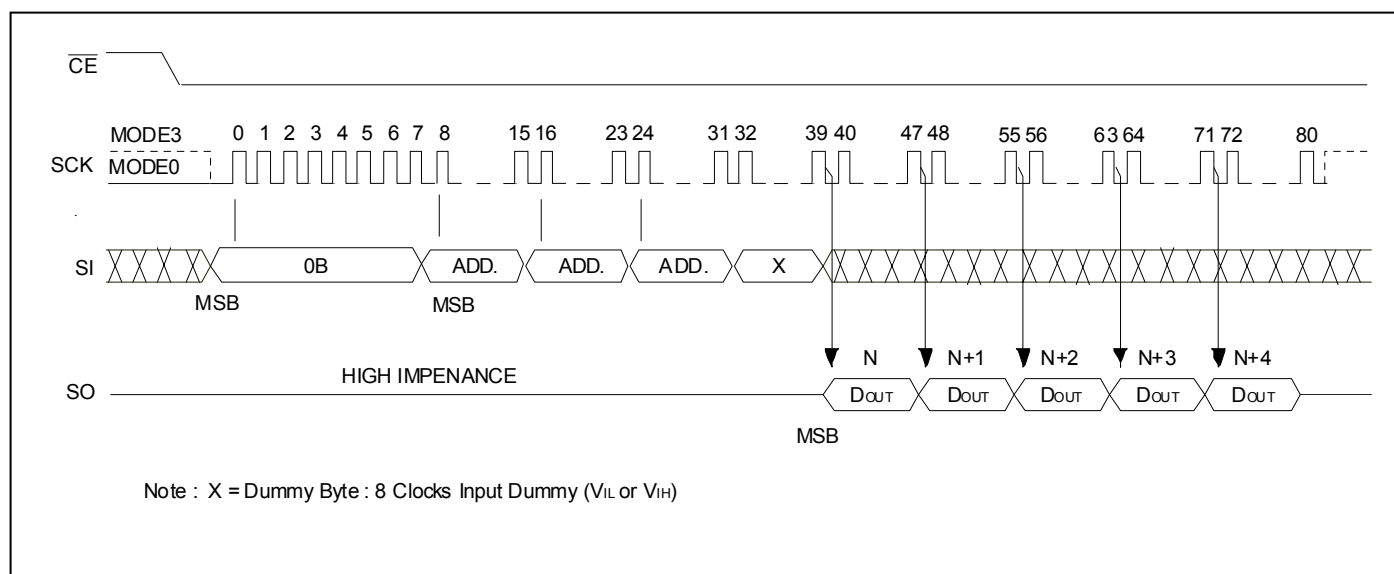 CE
MODE3 0 1 2 3 4 5 6 7 8 15 16 23 24 31 32 39 40 47 48 55 56 63 64 71 72 80
SCK MODE0
SI 0B ADD. ADD. ADD. X
MSB MSB
N N+1 N+2 N+3 N+4
HIGH IMPENANCE
SO DOUT DOUT DOUT DOUT DOUT
MSB
Note : X = Dummy Byte : 8 Clocks Input Dummy (VIL or VIH)